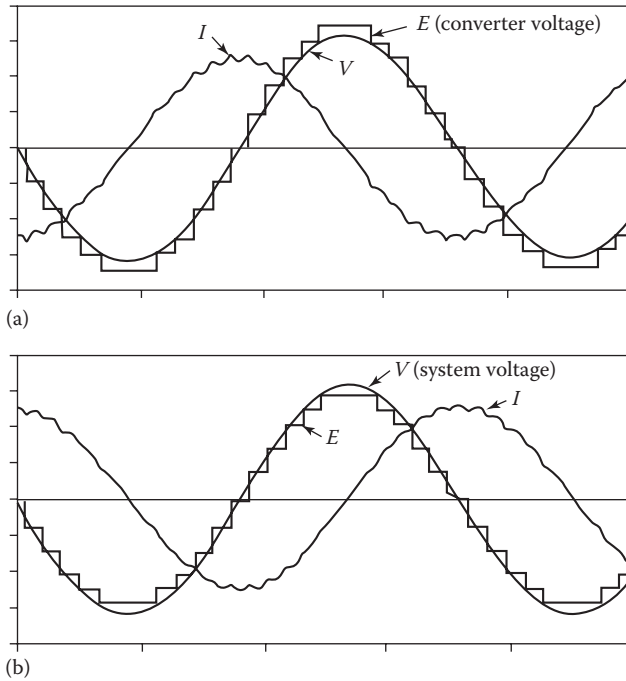 I
E (converter voltage)
V
(a)
V (system voltage)
I
E
(b)